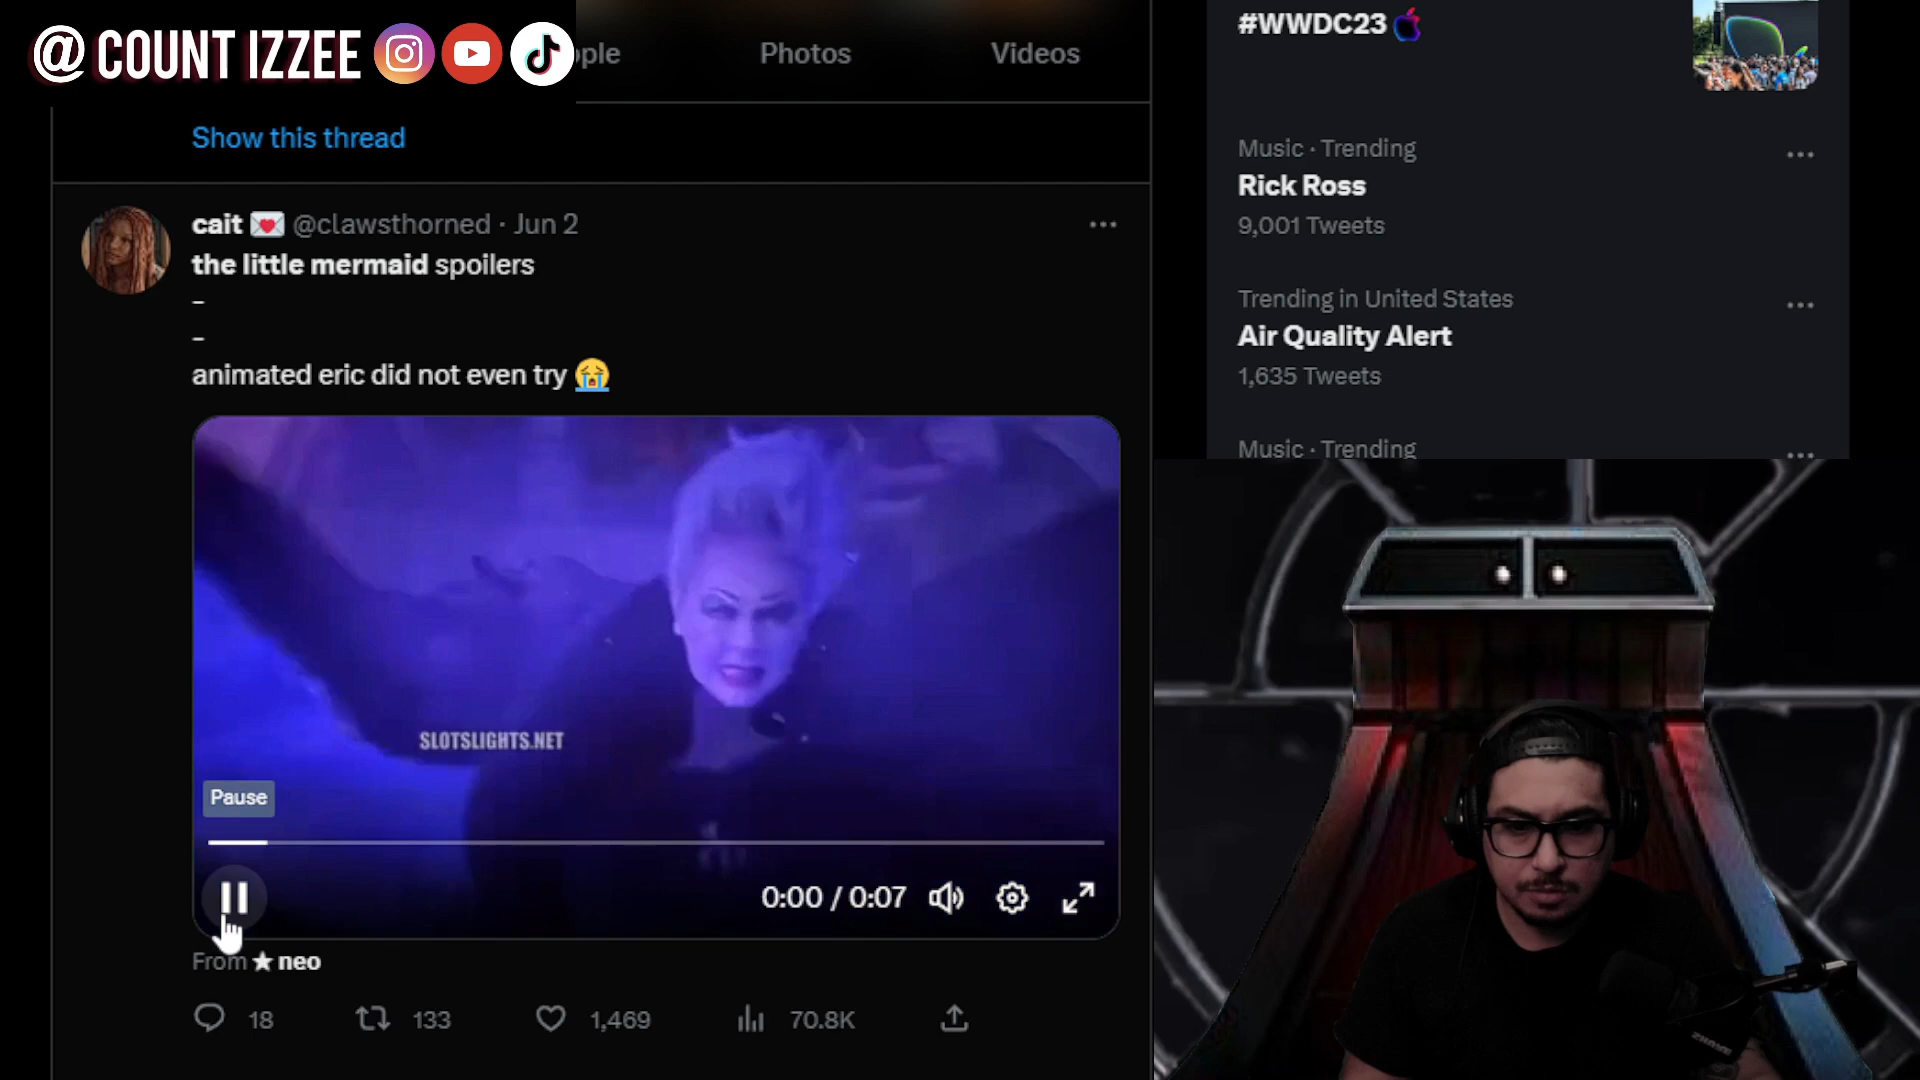 @ COUNT IZZEE
ople
Photos
Videos
Show this thread
cait 💌 @clawsthorned · Jun 2
the little mermaid spoilers
-
-
animated eric did not even try 😭
SLOTSLIGHTS.NET
Pause
0:00 / 0:07
From ★ neo
18
133
1,469
70.8K
#WWDC23
Music · Trending
Rick Ross
9,001 Tweets
Trending in United States
Air Quality Alert
1,635 Tweets
Music · Trending
SHURE